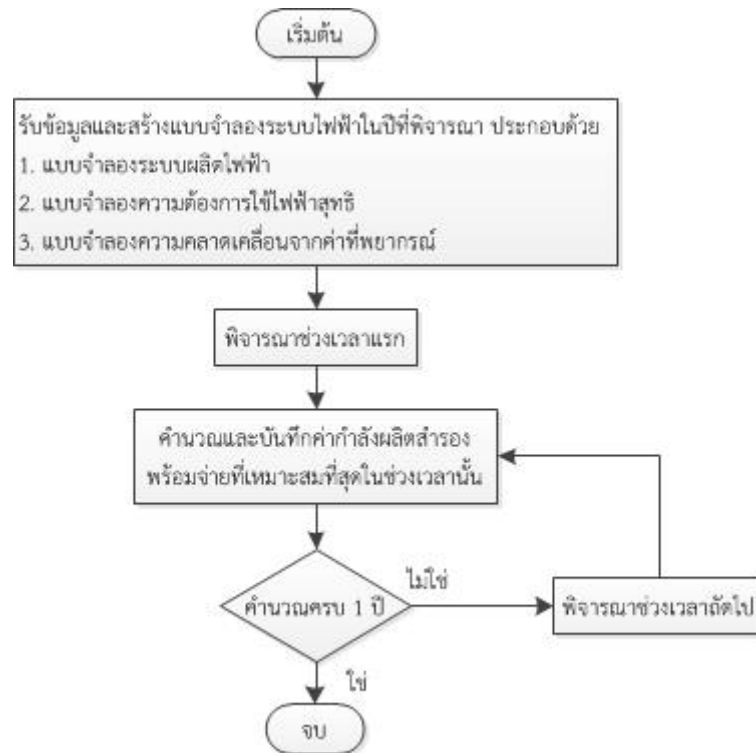 เริ่มต้น
รับข้อมูลและสร้างแบบจำลองระบบไฟฟ้าในปีที่พิจารณา ประกอบด้วย
1. แบบจำลองระบบผลิตไฟฟ้า
2. แบบจำลองความต้องการใช้ไฟฟ้าสุทธิ
3. แบบจำลองความคลาดเคลื่อนจากค่าที่พยากรณ์
พิจารณาช่วงเวลาแรก
คำนวณและบันทึกค่ากำลังผลิตสำรอง
พร้อมจ่ายที่เหมาะสมที่สุดในช่วงเวลานั้น
คำนวณครบ 1 ปี
ไม่ใช่
พิจารณาช่วงเวลาถัดไป
ใช่
จบ